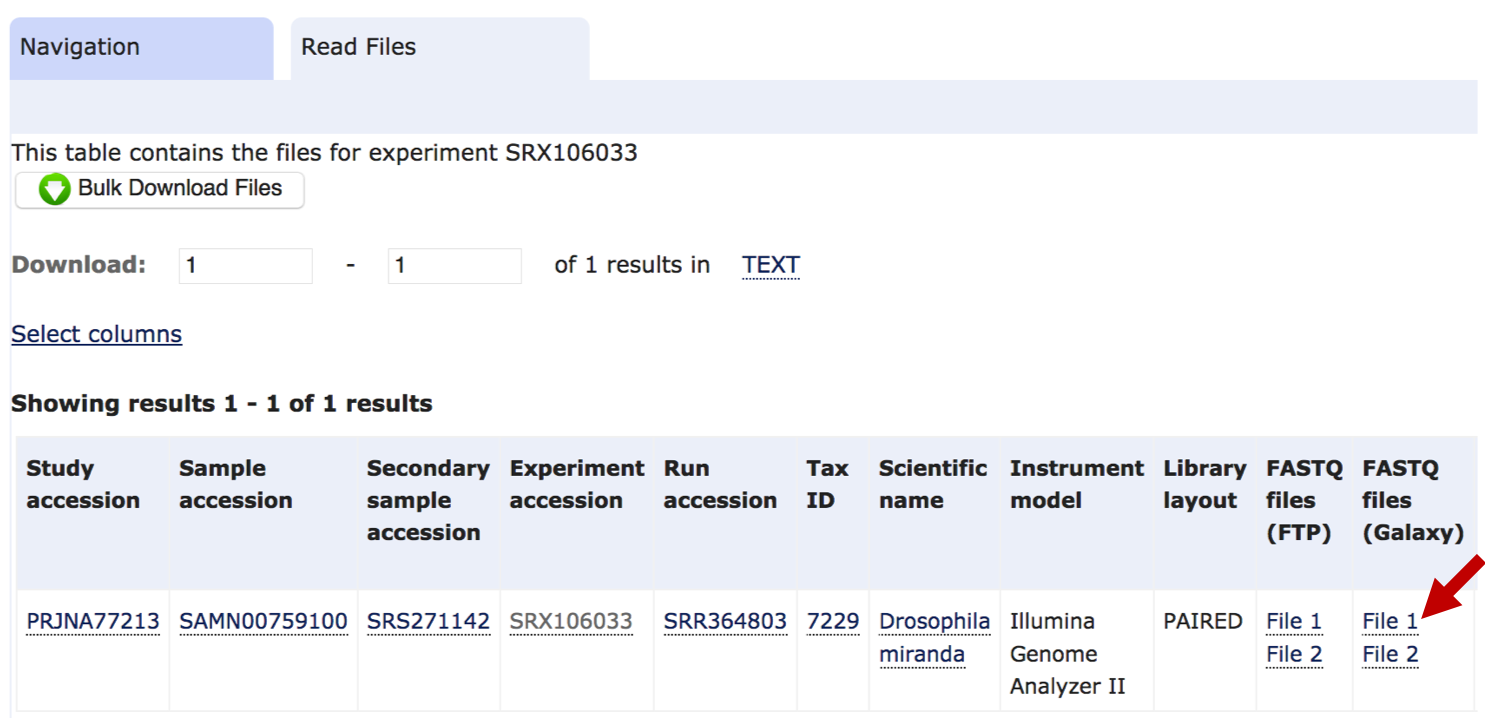 Navigation
Read Files
This table contains the files for experiment SRX106033
Bulk Download Files
Download: 1 - 1 of 1 results in TEXT
Select columns
Showing results 1 - 1 of 1 results
Study accession
Sample accession
Secondary sample accession
Experiment accession
Run accession
Tax ID
Scientific name
Instrument model
Library layout
FASTQ files (FTP)
FASTQ files (Galaxy)
PRJNA77213
SAMN00759100
SRS271142
SRX106033
SRR364803
7229
Drosophila miranda
Illumina Genome Analyzer II
PAIRED
File 1
File 2
File 1
File 2